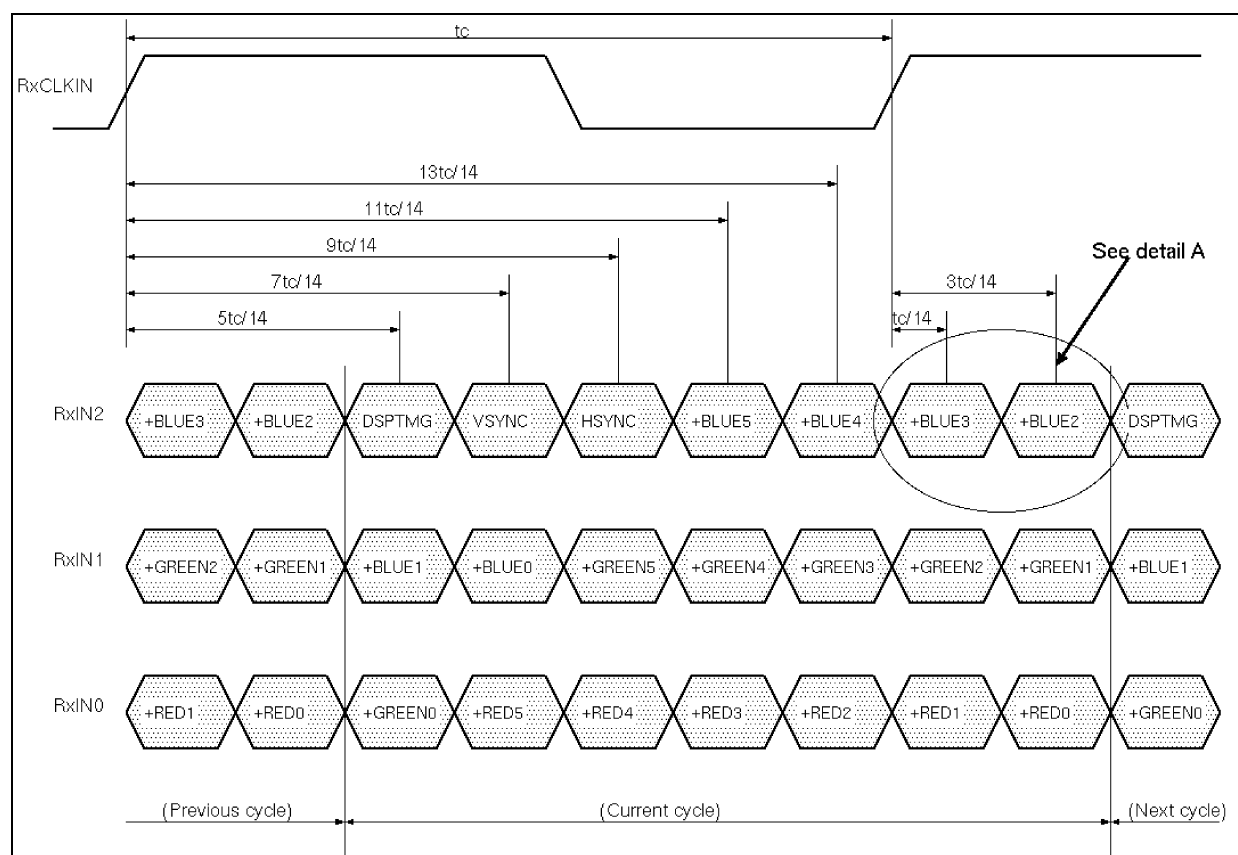 tc
RxCLKIN
13tc/14
11tc/14
9tc/14
See detail A
7tc/14
3tc/14
5tc/14
tc/14
RxIN2 +BLUE3 +BLUE2 DSPTMG VSYNC HSYNC +BLUE5 +BLUE4 +BLUE3 +BLUE2 DSPTMG
RxIN1 +GREEN2 +GREEN1 +BLUE1 +BLUE0 +GREEN5 +GREEN4 +GREEN3 +GREEN2 +GREEN1 +BLUE1
RxIN0 +RED1 +RED0 +GREEN0 +RED5 +RED4 +RED3 +RED2 +RED1 +RED0 +GREEN0
(Previous cycle) (Current cycle) (Next cycle)